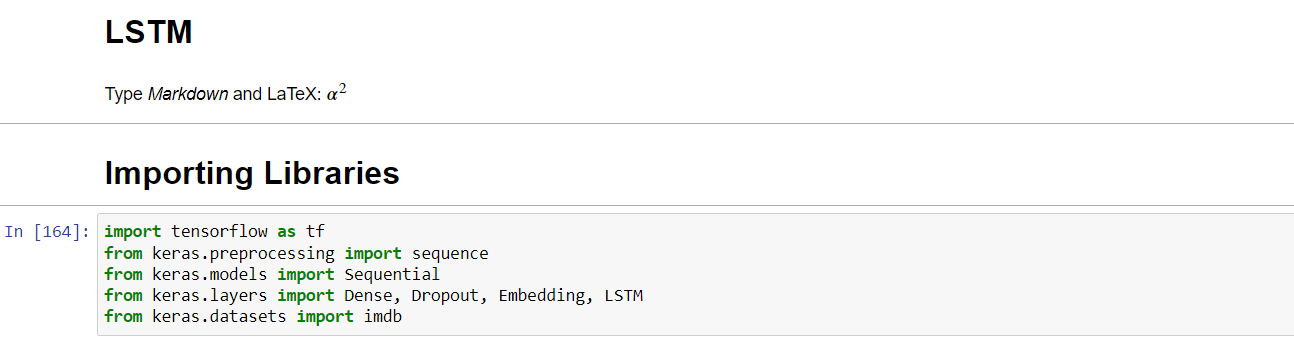 LSTM
Type Markdown and LaTeX: α²
Importing Libraries
In [164]: import tensorflow as tf
from keras.preprocessing import sequence
from keras.models import Sequential
from keras.layers import Dense, Dropout, Embedding, LSTM
from keras.datasets import imdb